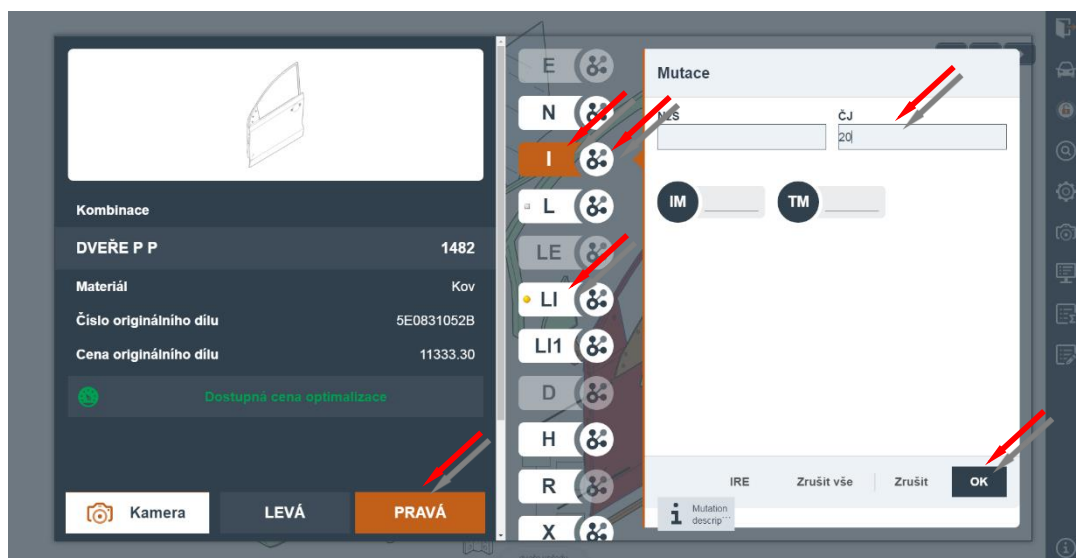 Kombinace
DVEŘE P P 1482
Materiál Kov
Číslo originálního dílu 5E0831052B
Cena originálního dílu 11333.30
Dostupná cena optimalizace
Kamera LEVÁ PRAVÁ
E
N
I
L
LE
LI
LI1
D
H
R
X
Mutace
ČJ
20
IM TM
IRE Zrušit vše Zrušit OK
Mutation
descrip...